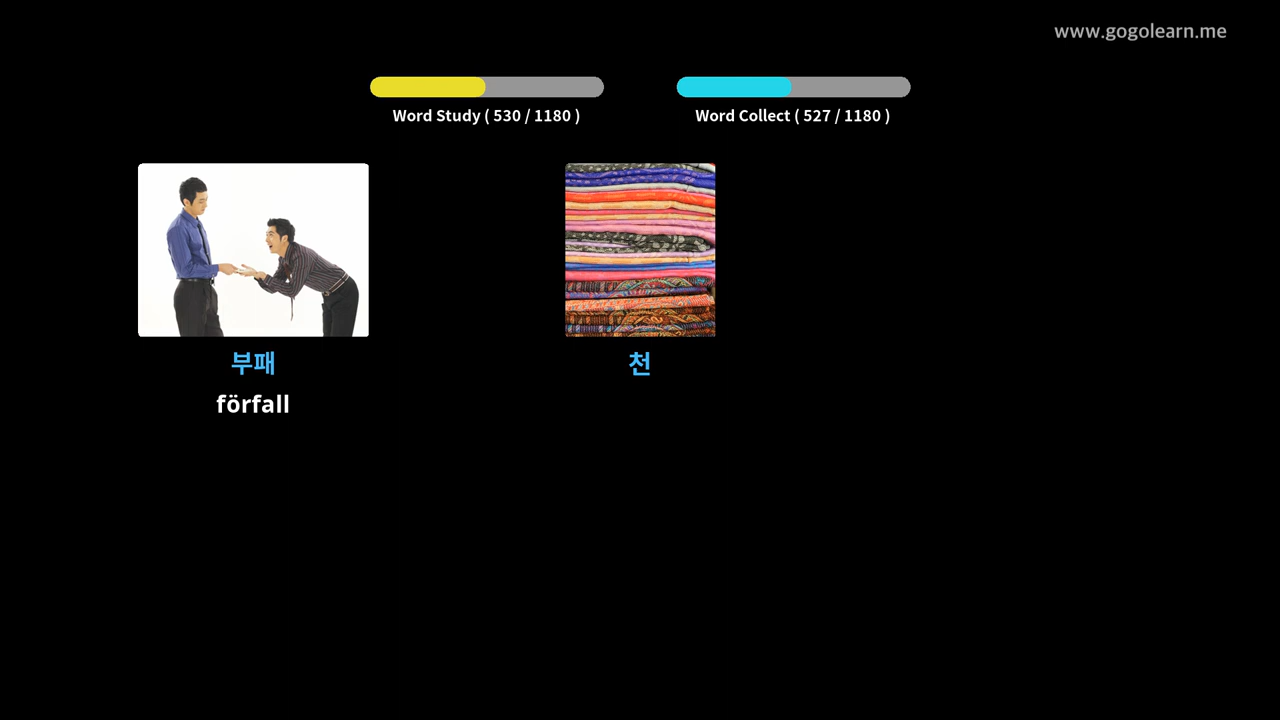 www.gogolearn.me
Word Study ( 530 / 1180 )
Word Collect ( 527 / 1180 )
부패
förfall
천